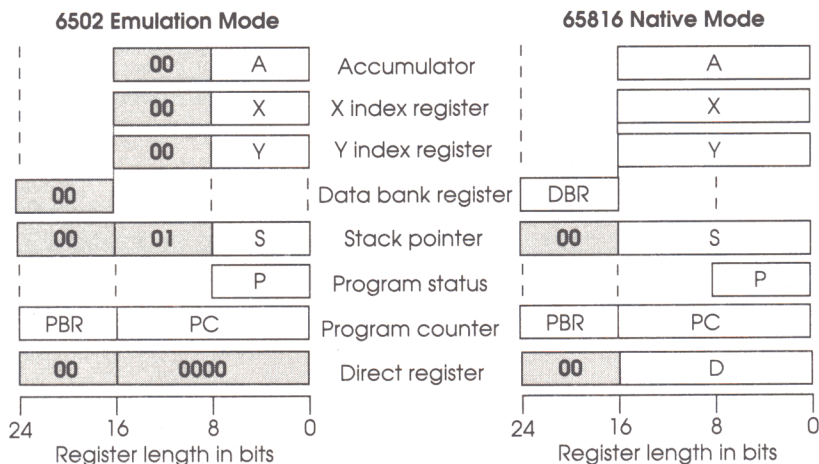 6502 Emulation Mode 65816 Native Mode
00 A Accumulator A
00 X X index register X
00 Y Y index register Y
00 Data bank register DBR
00 01 S Stack pointer 00 S
P Program status P
PBR PC Program counter PBR PC
00 0000 Direct register 00 D
24 16 8 0 24 16 8 0
Register length in bits Register length in bits